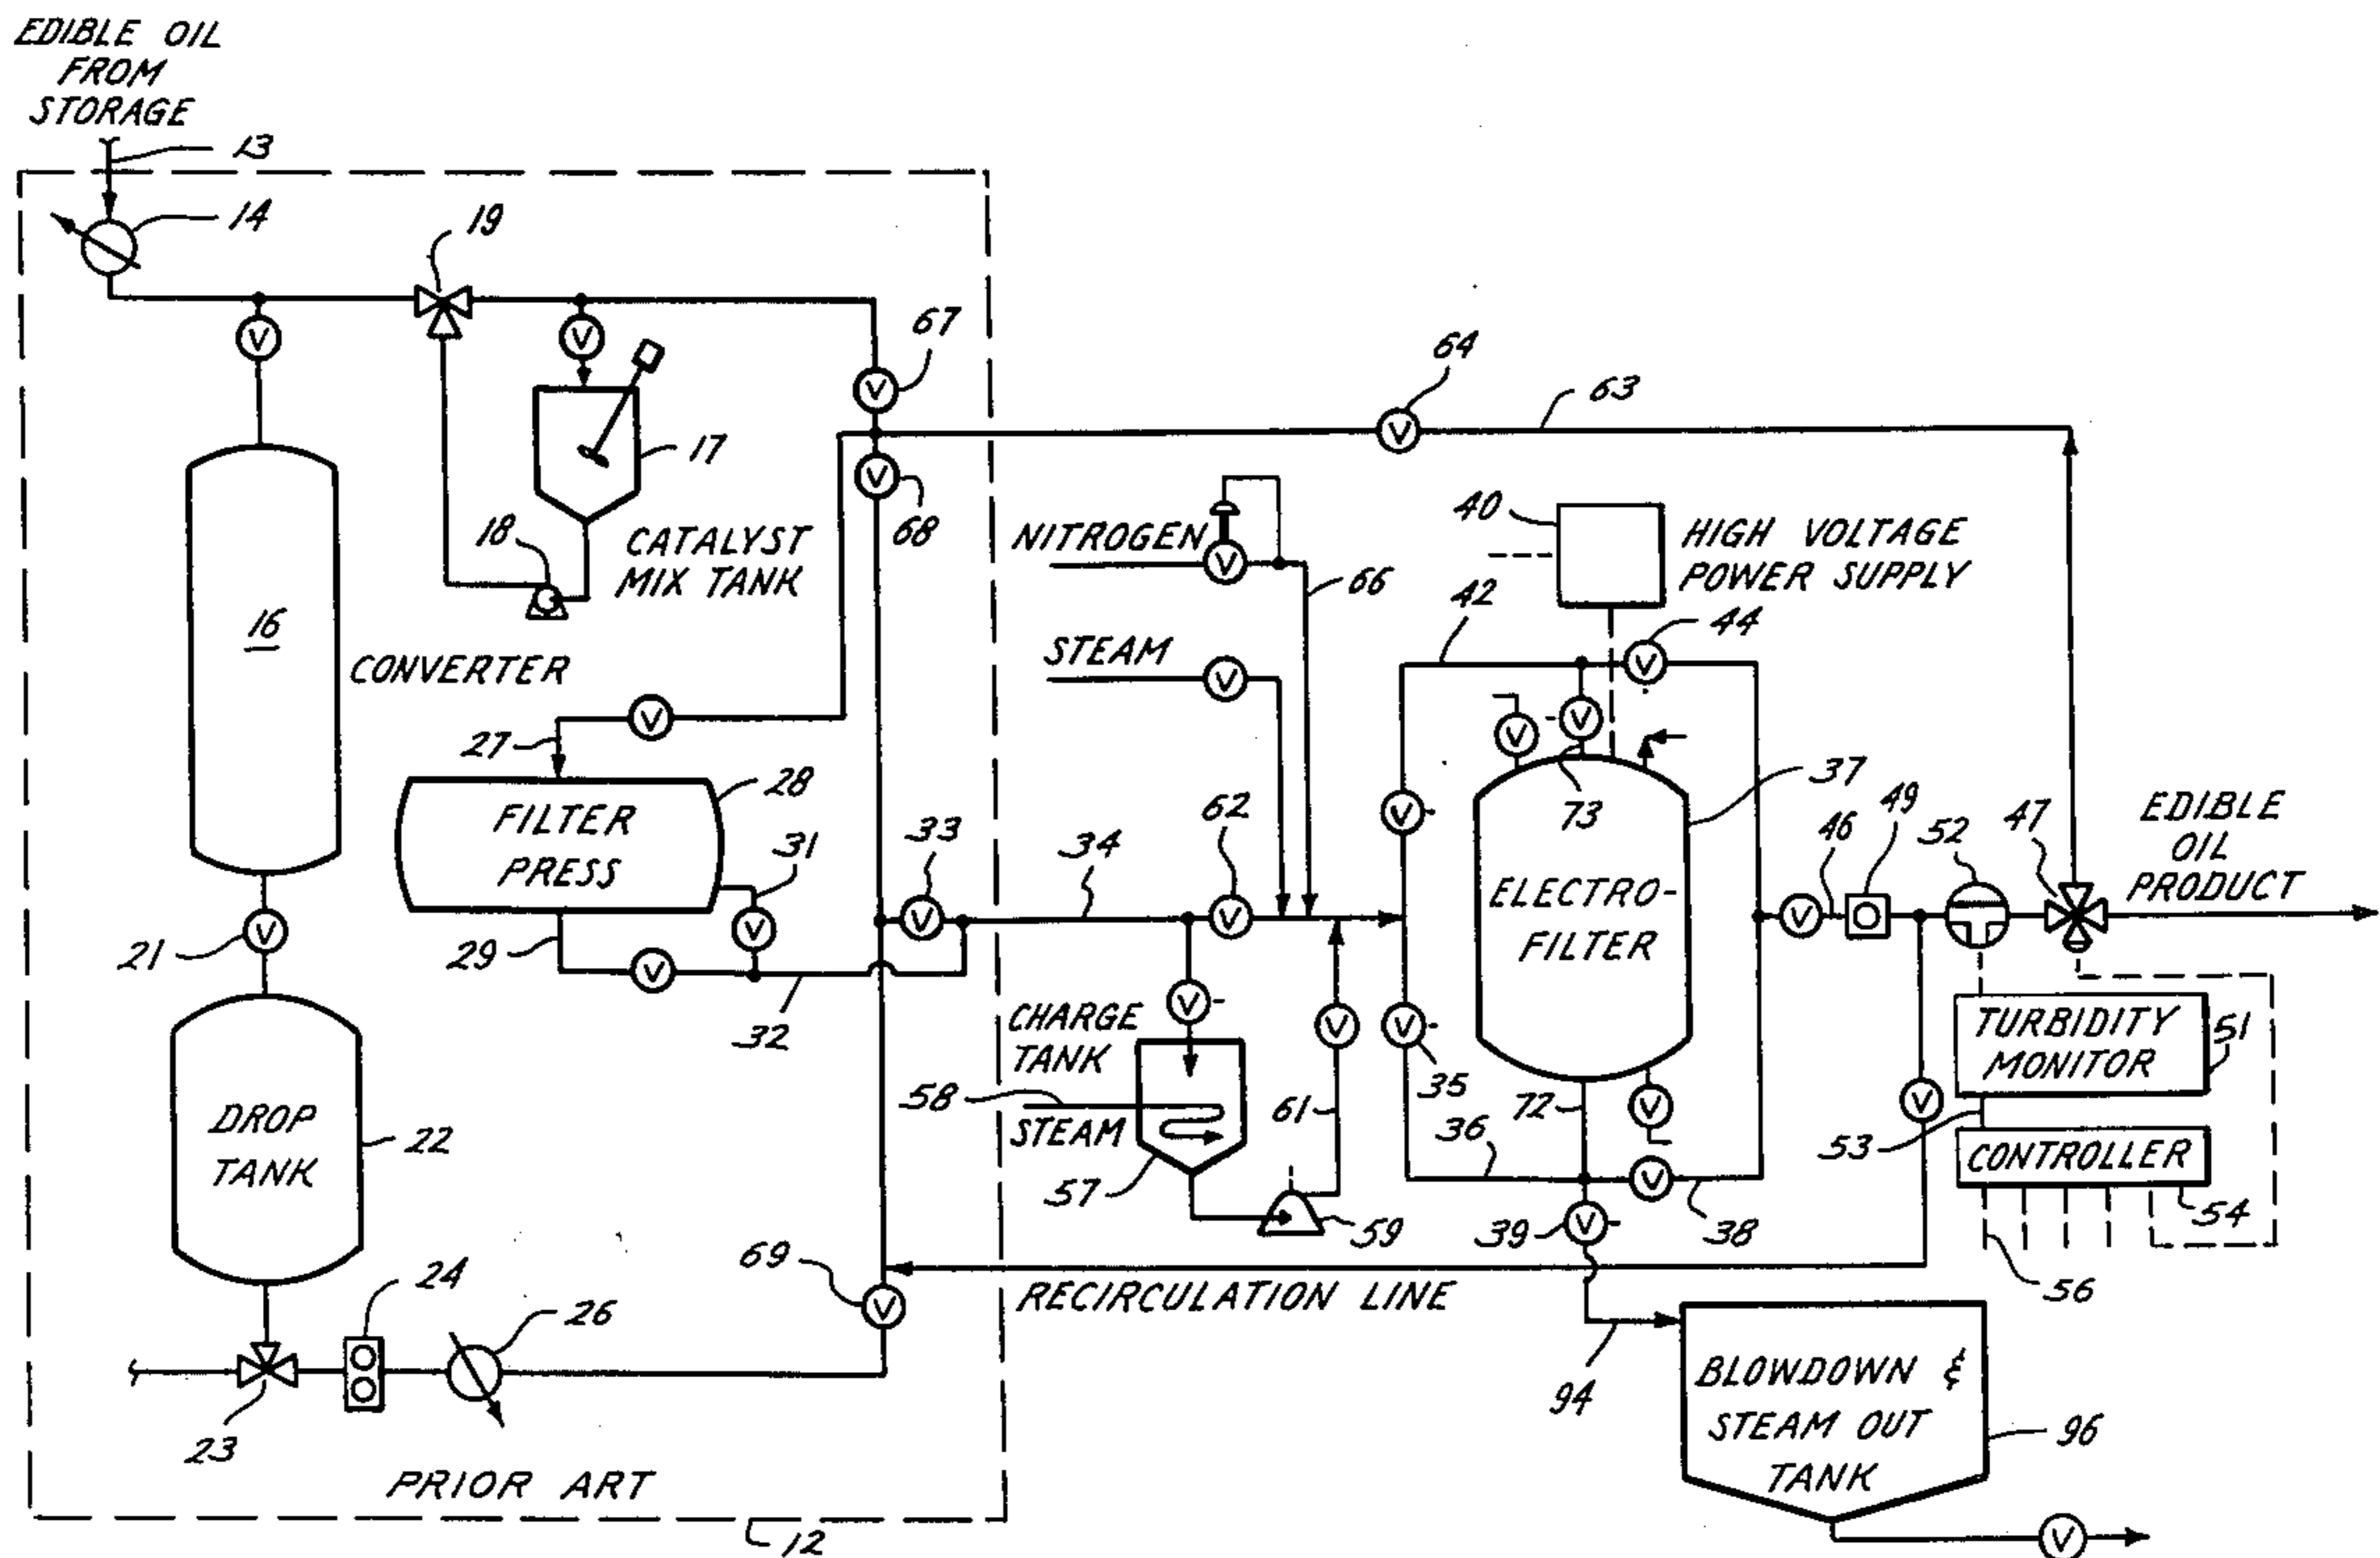 EDIBLE OIL
FROM
STORAGE
13
14
19
V
V
67
V
64
V
63
17
V
68
18
CATALYST
MIX TANK
NITROGEN
V
66
40
HIGH VOLTAGE
POWER SUPPLY
16
CONVERTER
STEAM
V
42
44
V
V
27
V
V
73
37
FILTER
PRESS
28
31
33
34
62
V
ELECTRO-
FILTER
46
49
52
47
EDIBLE
OIL
PRODUCT
21
V
29
V
V
32
V
V
V
V
CHARGE
TANK
V
V
35
TURBIDITY
MONITOR
51
58
STEAM
57
61
59
72
36
V
V
38
V
39
V
53
CONTROLLER
54
56
DROP
TANK
22
69
V
RECIRCULATION LINE
24
26
23
94
BLOWDOWN &
STEAM OUT
TANK
96
V
PRIOR ART
12